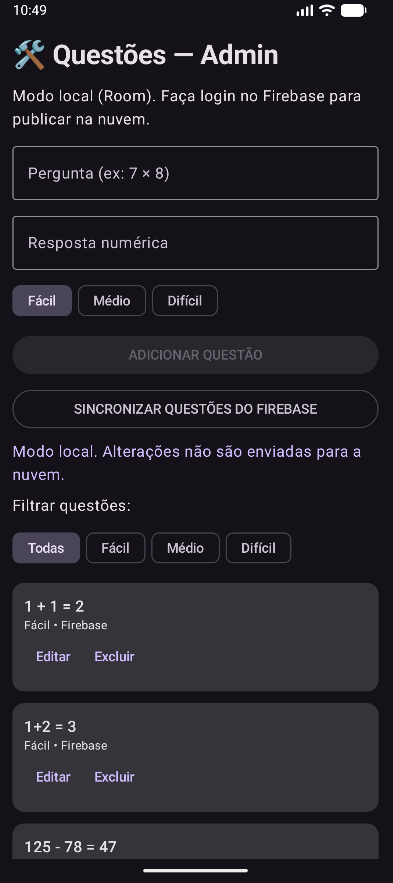 10:49
🛠️ Questões — Admin
Modo local (Room). Faça login no Firebase para
publicar na nuvem.
Pergunta (ex: 7 × 8)
Resposta numérica
Fácil Médio Difícil
ADICIONAR QUESTÃO
SINCRONIZAR QUESTÕES DO FIREBASE
Modo local. Alterações não são enviadas para a
nuvem.
Filtrar questões:
Todas Fácil Médio Difícil
1 + 1 = 2
Fácil • Firebase
Editar Excluir
1+2 = 3
Fácil • Firebase
Editar Excluir
125 - 78 = 47